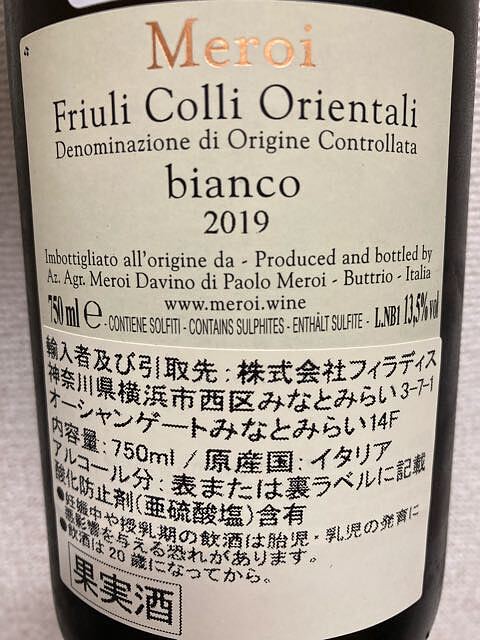 Meroi
Friuli Colli Orientali
Denominazione di Origine Controllata
bianco
2019
Imbottigliato all'origine da - Produced and bottled by
Az. Agr. Meroi Davino di Paolo Meroi - Buttrio - Italia
www.meroi.wine
750 ml e - CONTIENE SOLFITI - CONTAINS SULPHITES - ENTHÄLT SULFITE - L.NB1 13,5% vol
輸入者及び引取先：株式会社フィラディス
神奈川県横浜市西区みなとみらい3-7-1
オーシャンゲートみなとみらい14F
内容量：750ml / 原産国：イタリア
アルコール分：表または裏ラベルに記載
酸化防止剤(亜硫酸塩)含有
●妊娠中や授乳期の飲酒は胎児・乳児の発育に
悪影響を与える恐れがあります。
●飲酒は20歳になってから。
果実酒